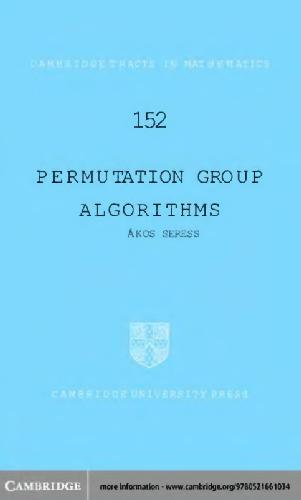 CAMBRIDGE TRACTS IN MATHEMATICS
152
PERMUTATION GROUP
ALGORITHMS
ÁKOS SERESS
CAMBRIDGE UNIVERSITY PRESS
CAMBRIDGE more information - www.cambridge.org/9780521661034